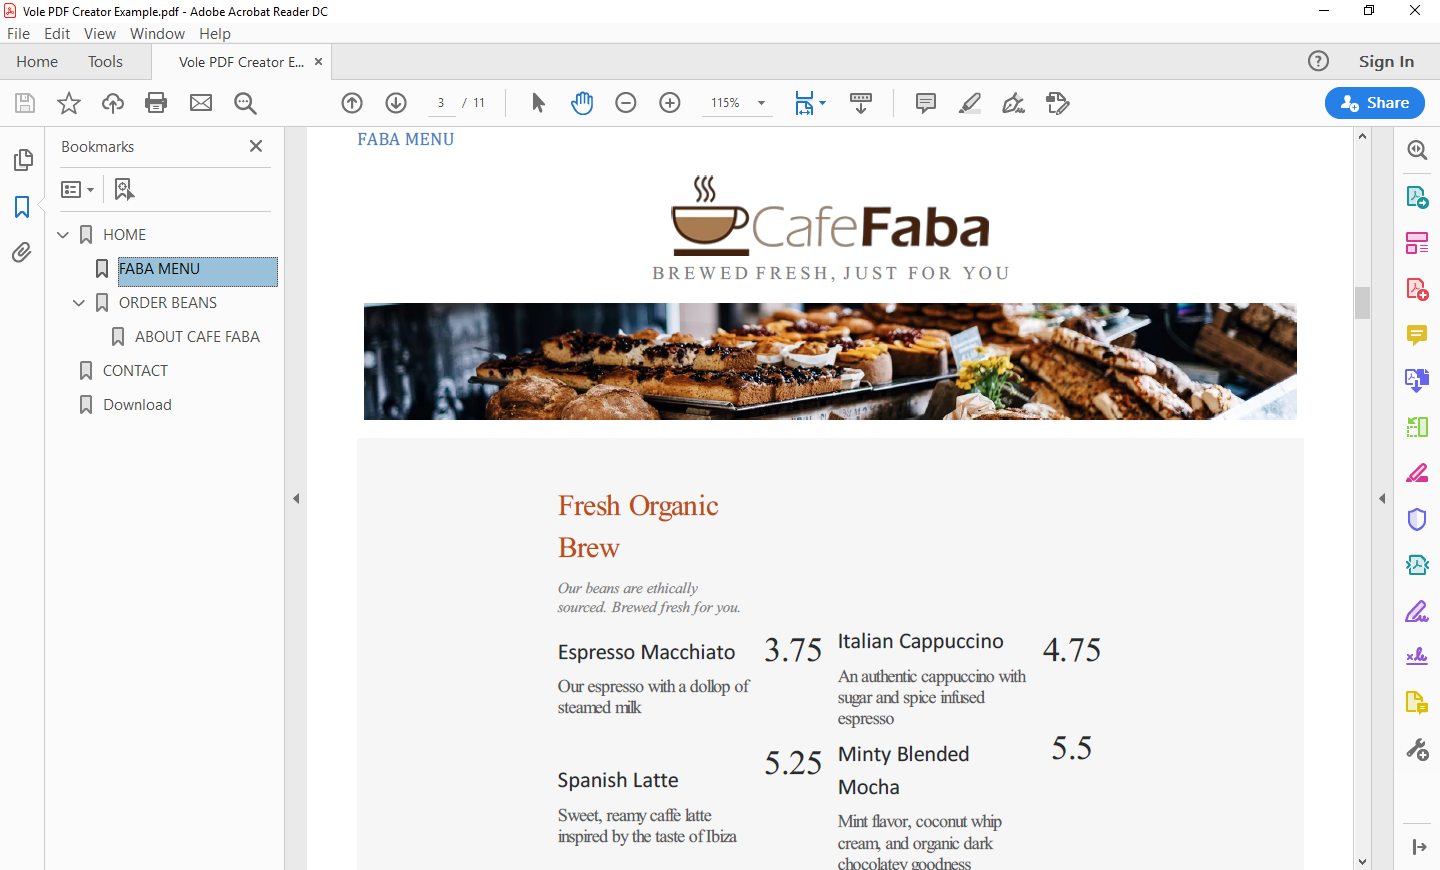 Vole PDF Creator Example.pdf - Adobe Acrobat Reader DC
File Edit View Window Help
Home Tools Vole PDF Creator E... Sign In
3 / 11 115% Share
Bookmarks
HOME
FABA MENU
ORDER BEANS
ABOUT CAFE FABA
CONTACT
Download
FABA MENU
CafeFaba
BREWED FRESH, JUST FOR YOU
Fresh Organic
Brew
Our beans are ethically
sourced. Brewed fresh for you.
Espresso Macchiato 3.75
Our espresso with a dollop of
steamed milk
Italian Cappuccino 4.75
An authentic cappuccino with
sugar and spice infused
espresso
Spanish Latte 5.25
Sweet, reamy caffè latte
inspired by the taste of Ibiza
Minty Blended 5.5
Mocha
Mint flavor, coconut whip
cream, and organic dark
chocolatey goodness